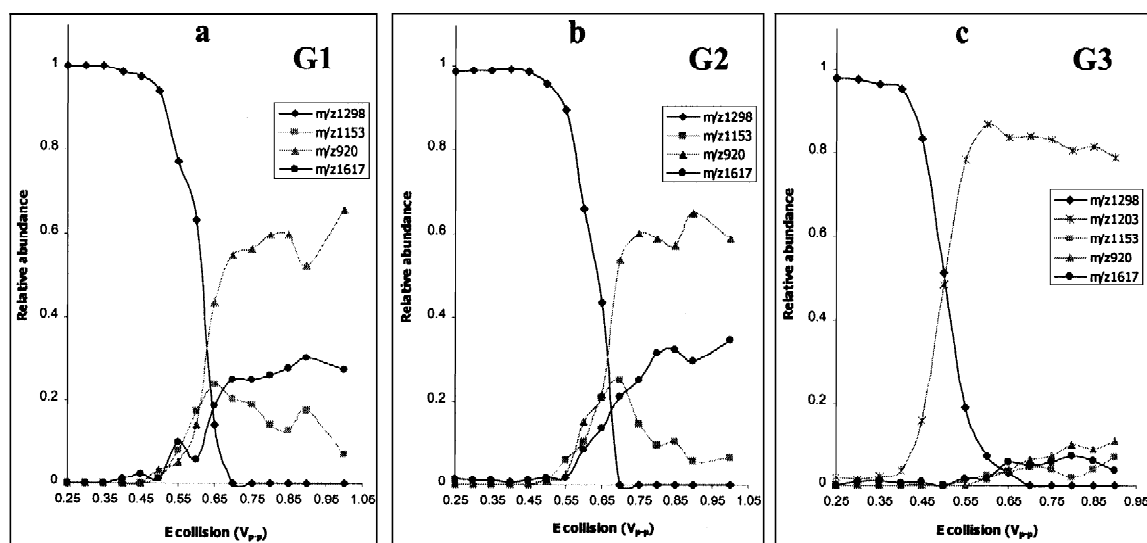 a
G1
1
0.8
0.6
0.4
0.2
0
Relative abundance
m/z1298
m/z1153
m/z920
m/z1617
0.25 0.35 0.45 0.55 0.65 0.75 0.85 0.95 1.05
E collision (Vp-p)
b
G2
1
0.8
0.6
0.4
0.2
0
Relative abundance
m/z1298
m/z1153
m/z920
m/z1617
0.25 0.35 0.45 0.55 0.65 0.75 0.85 0.95 1.05
E collision (Vp-p)
c
G3
1
0.8
0.6
0.4
0.2
0
Relative abundance
m/z1298
m/z1203
m/z1153
m/z920
m/z1617
0.25 0.35 0.45 0.55 0.65 0.75 0.85 0.95
E collision (Vp-p)